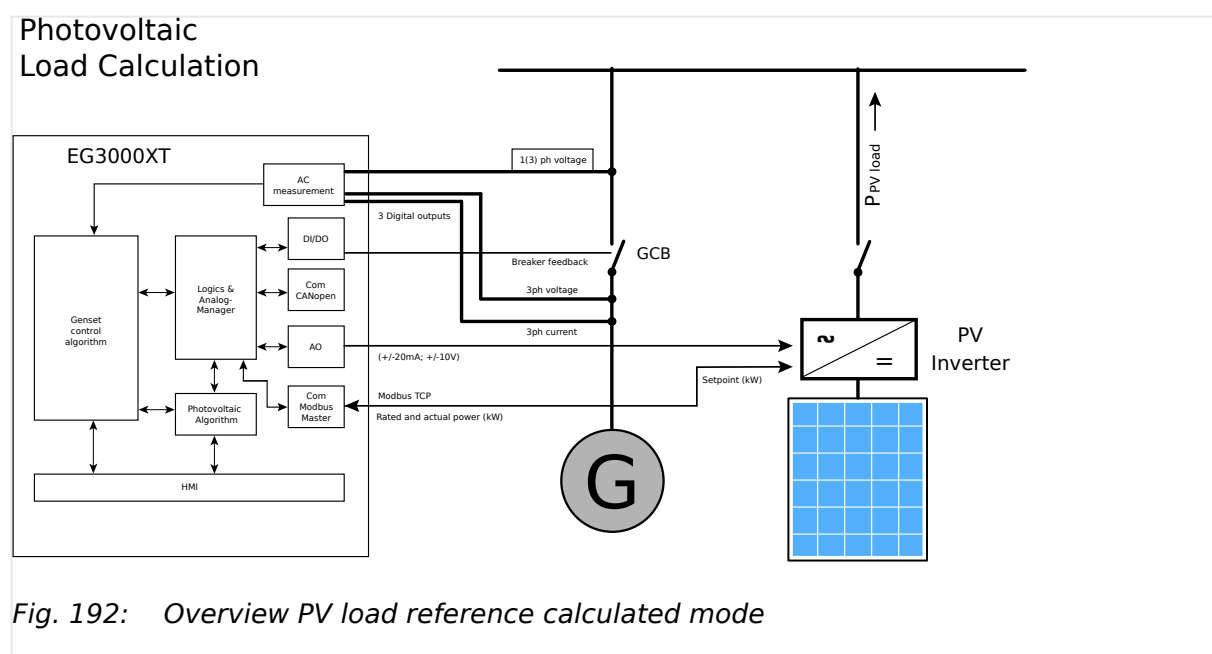 Photovoltaic
Load Calculation
EG3000XT
AC
measurement
1(3) ph voltage
3 Digital outputs
DI/DO
Breaker feedback
GCB
P PV load
Logics &
Analog-
Manager
Com
CANopen
3ph voltage
3ph current
Genset
control
algorithm
AO
(+/-20mA; +/-10V)
~
=
PV
Inverter
Setpoint (kW)
Photovoltaic
Algorithm
Com
Modbus
Master
Modbus TCP
Rated and actual power (kW)
HMI
G
Fig. 192: Overview PV load reference calculated mode